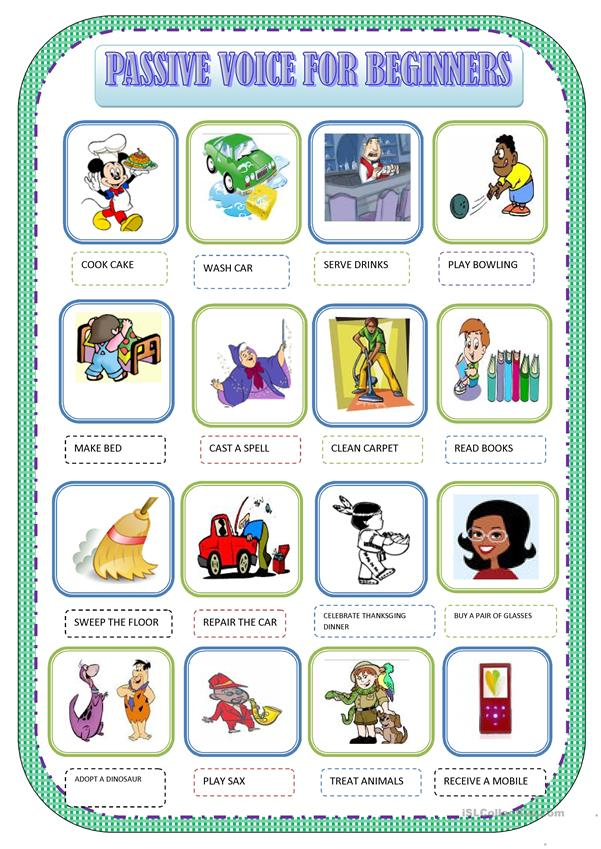 PASSIVE VOICE FOR BEGINNERS
COOK CAKE
WASH CAR
SERVE DRINKS
PLAY BOWLING
MAKE BED
CAST A SPELL
CLEAN CARPET
READ BOOKS
SWEEP THE FLOOR
REPAIR THE CAR
CELEBRATE THANKSGING
DINNER
BUY A PAIR OF GLASSES
ADOPT A DINOSAUR
PLAY SAX
TREAT ANIMALS
RECEIVE A MOBILE